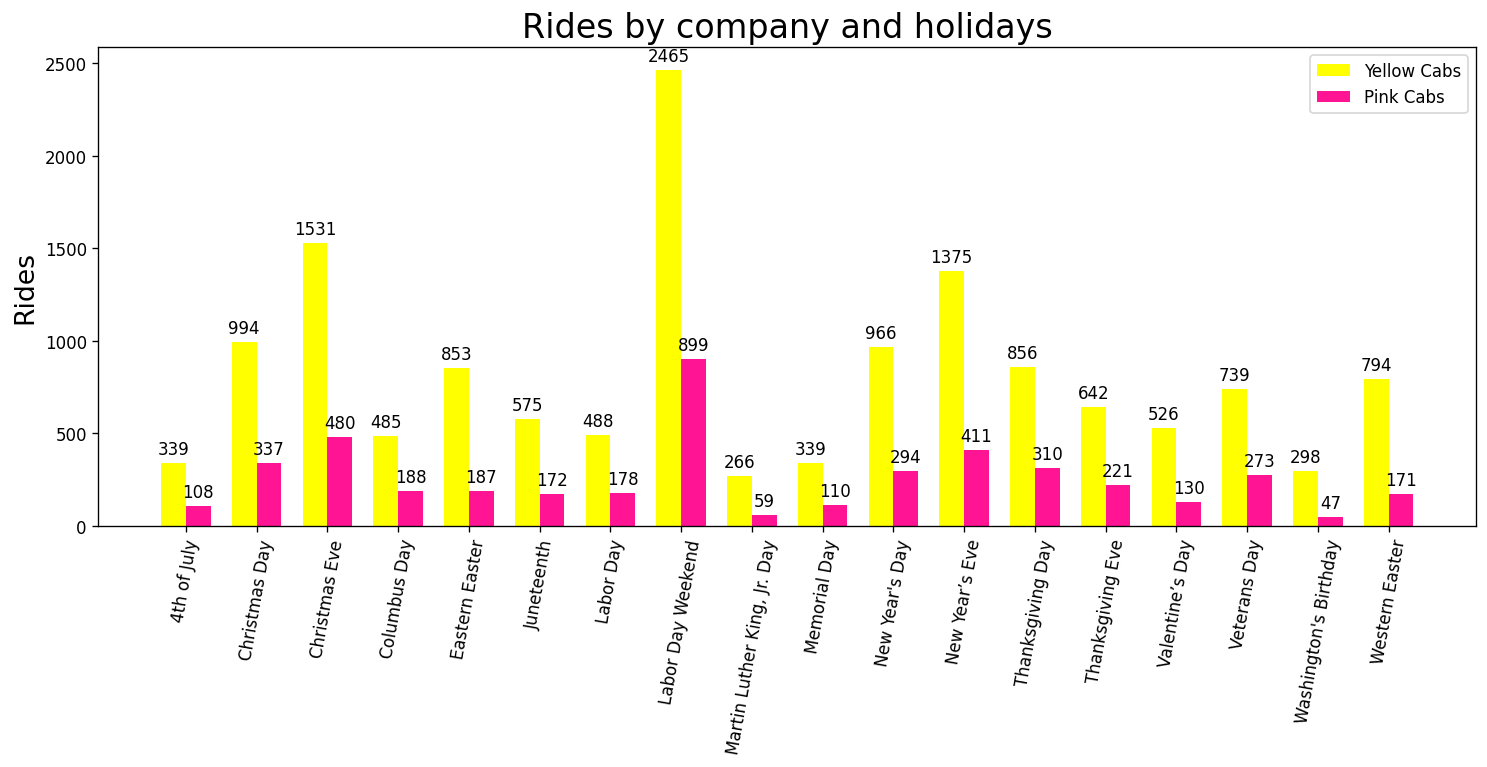 Rides by company and holidays
Yellow Cabs
Pink Cabs
Rides
2500
2000
1500
1000
500
0
339
108
994
337
1531
480
485
188
853
187
575
172
488
178
2465
899
266
59
339
110
966
294
1375
411
856
310
642
221
526
130
739
273
298
47
794
171
4th of July
Christmas Day
Christmas Eve
Columbus Day
Eastern Easter
Juneteenth
Labor Day
Labor Day Weekend
Martin Luther King, Jr. Day
Memorial Day
New Year's Day
New Year’s Eve
Thanksgiving Day
Thanksgiving Eve
Valentine’s Day
Veterans Day
Washington's Birthday
Western Easter